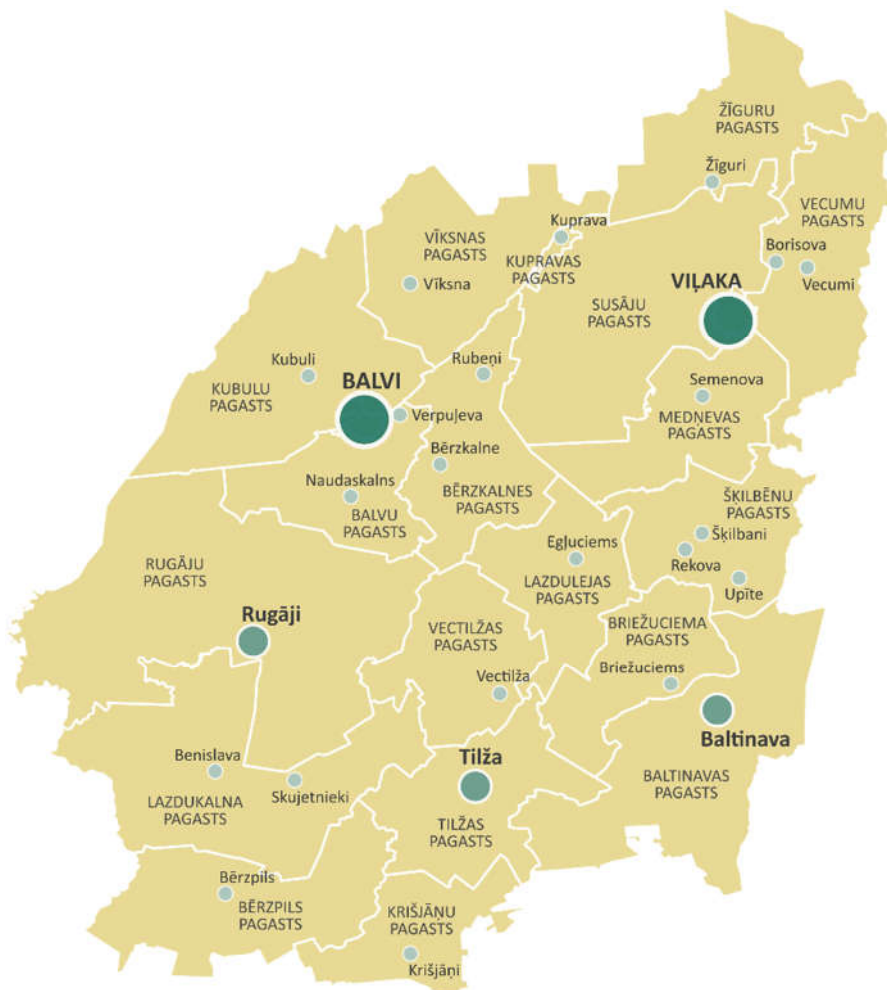 ŽĪGURU
PAGASTS
Žīguri
VECUMU
PAGASTS
Kuprava
VĪKSNAS
PAGASTS
KUPRAVAS
PAGASTS
Borisova
Vīksna
Vecumi
VIĻAKA
SUSĀJU
PAGASTS
Kubuli
Rubeņi
BALVI
KUBULU
PAGASTS
Semenova
Verpuļeva
MEDŅEVAS
PAGASTS
Bērzkalne
Naudaskalns
BĒRZKALNES
PAGASTS
BALVU
PAGASTS
ŠĶILBĒNU
PAGASTS
Šķilbani
Egļuciems
Rekova
RUGĀJU
PAGASTS
LAZDULEJAS
PAGASTS
Upīte
Rugāji
VECTILŽAS
PAGASTS
BRIEŽUCIEMA
PAGASTS
Vectilža
Briežuciems
Baltinava
Benislava
Tilža
Skujetnieki
BALTINAVAS
PAGASTS
LAZDUKALNA
PAGASTS
TILŽAS
PAGASTS
Bērzpils
BĒRZPILS
PAGASTS
KRIŠJĀŅU
PAGASTS
Krišjāņi